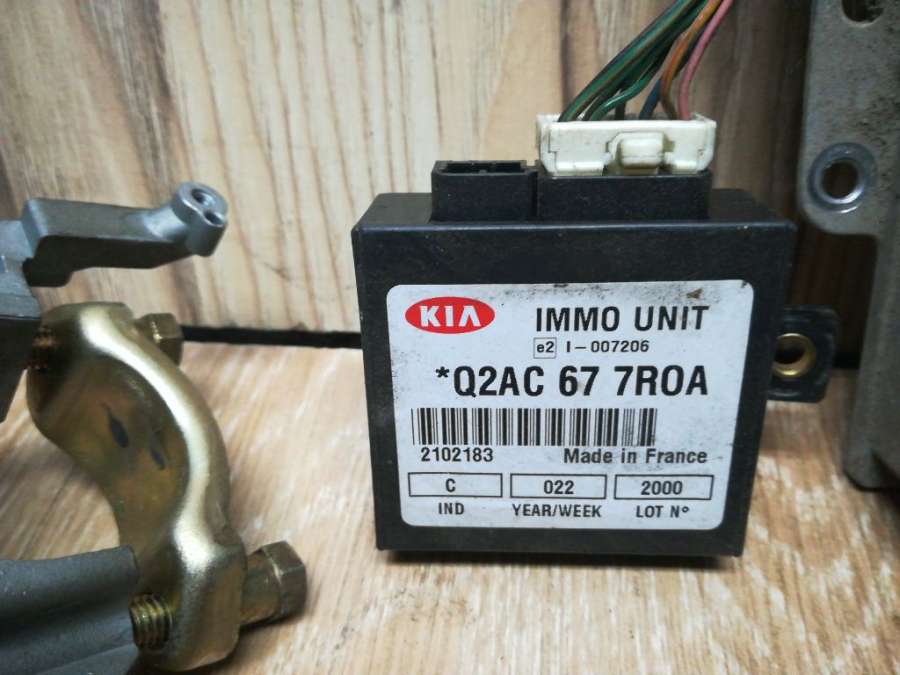 KIA IMMO UNIT
e2 I-007206
*Q2AC 67 7ROA
2102183 Made in France
C 022 2000
IND YEAR/WEEK LOT N°